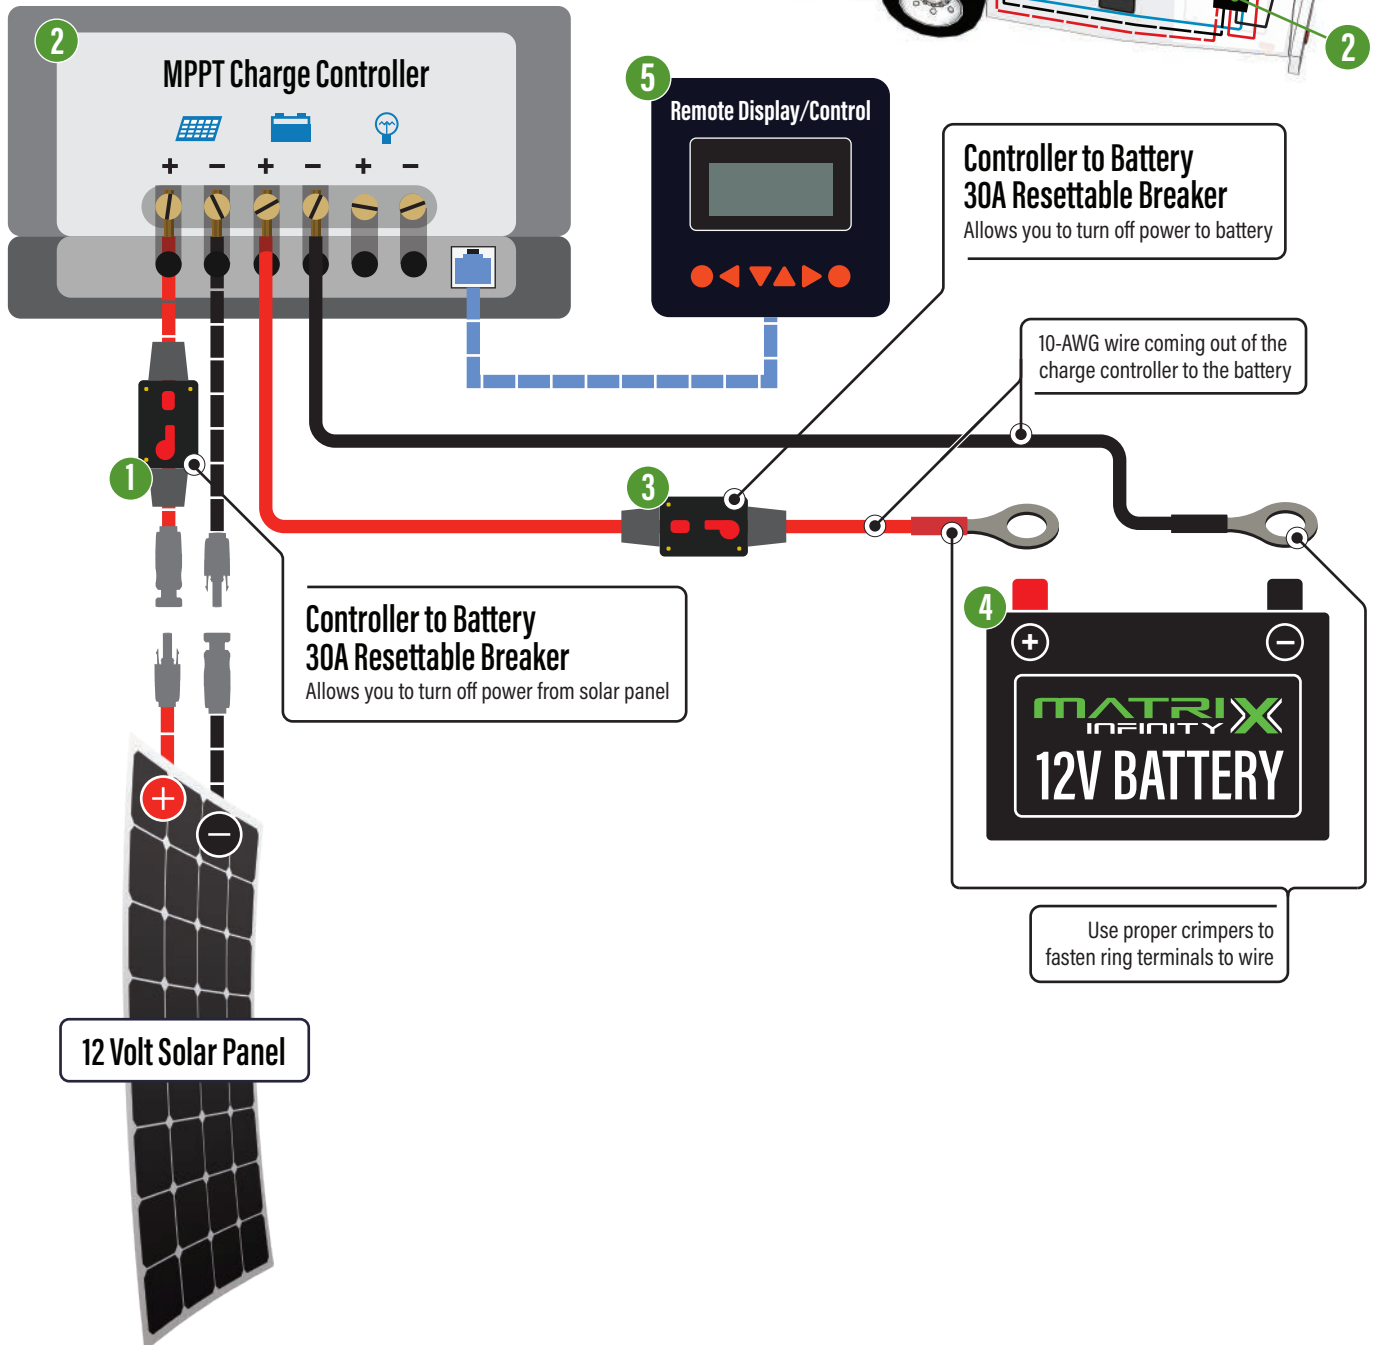 2
MPPT Charge Controller
+ − + − + −
5
Remote Display/Control
2
Controller to Battery
30A Resettable Breaker
Allows you to turn off power to battery
10-AWG wire coming out of the
charge controller to the battery
1
3
Controller to Battery
30A Resettable Breaker
Allows you to turn off power from solar panel
4
+ −
MATRIX
INFINITY
12V BATTERY
+
−
Use proper crimpers to
fasten ring terminals to wire
12 Volt Solar Panel